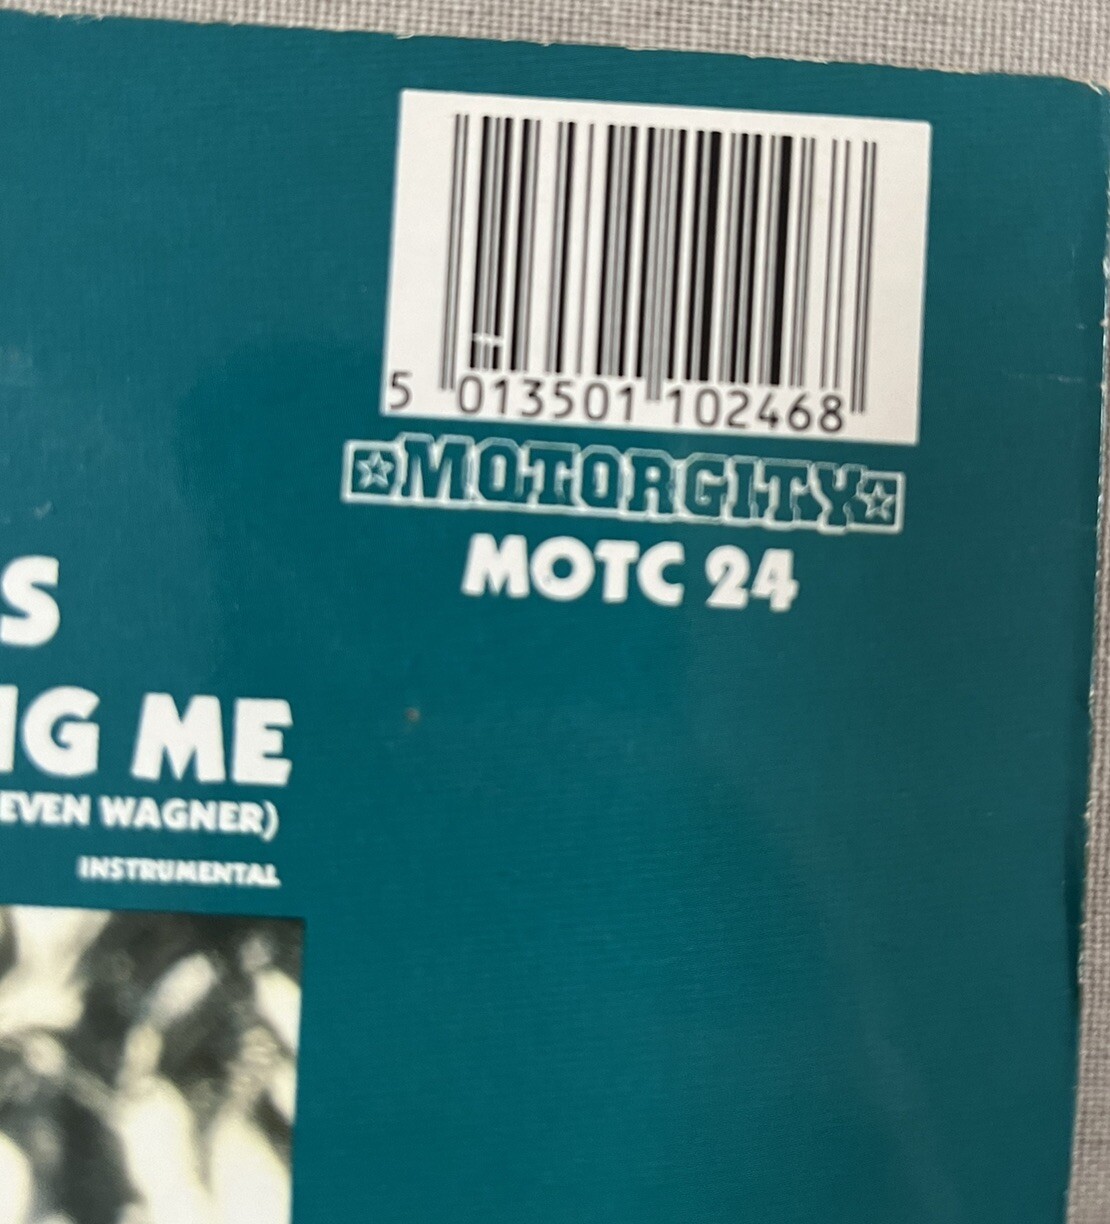 5 013501 102468
MOTORCITY
MOTC 24
S
IG ME
EVEN WAGNER)
INSTRUMENTAL